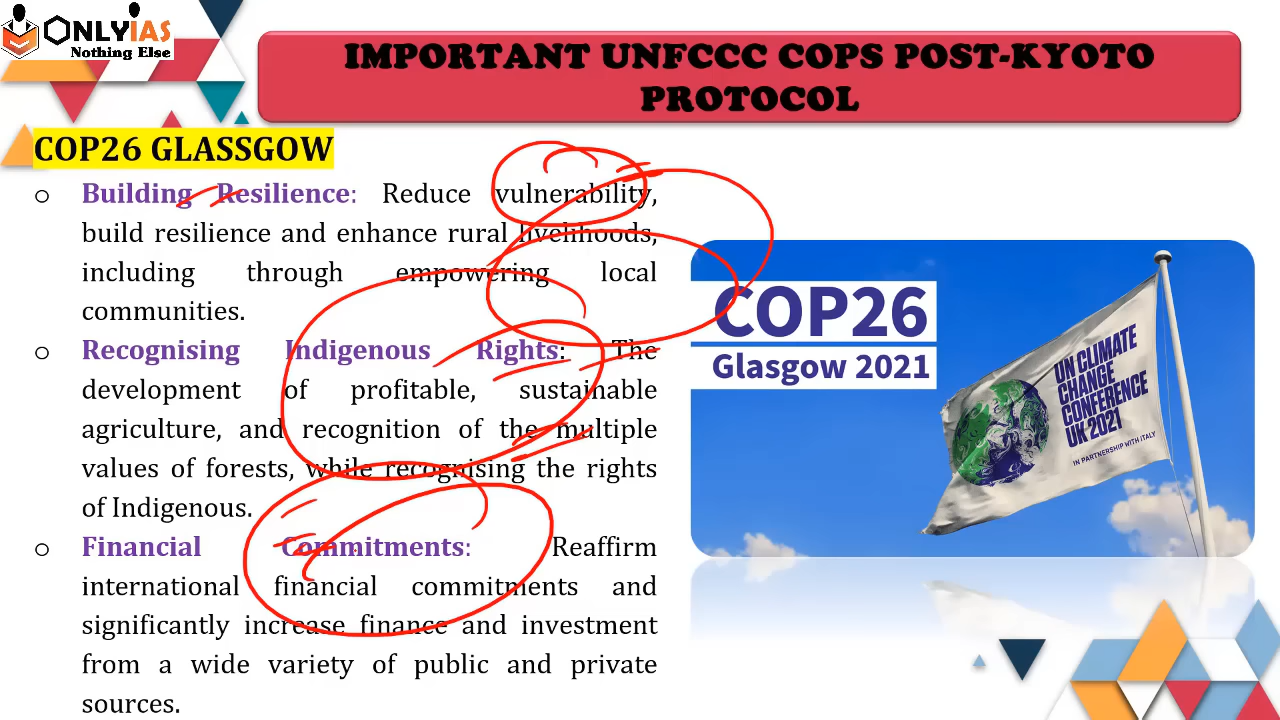 ONLYIAS
Nothing Else
IMPORTANT UNFCCC COPS POST-KYOTO
PROTOCOL
COP26 GLASSGOW
o Building Resilience: Reduce vulnerability,
build resilience and enhance rural livelihoods,
including through empowering local
communities.
o Recognising Indigenous Rights: The
development of profitable, sustainable
agriculture, and recognition of the multiple
values of forests, while recognising the rights
of Indigenous.
o Financial Commitments: Reaffirm
international financial commitments and
significantly increase finance and investment
from a wide variety of public and private
sources.
COP26
Glasgow 2021
UN CLIMATE
CHANGE
CONFERENCE
UK 2021
IN PARTNERSHIP WITH ITALY